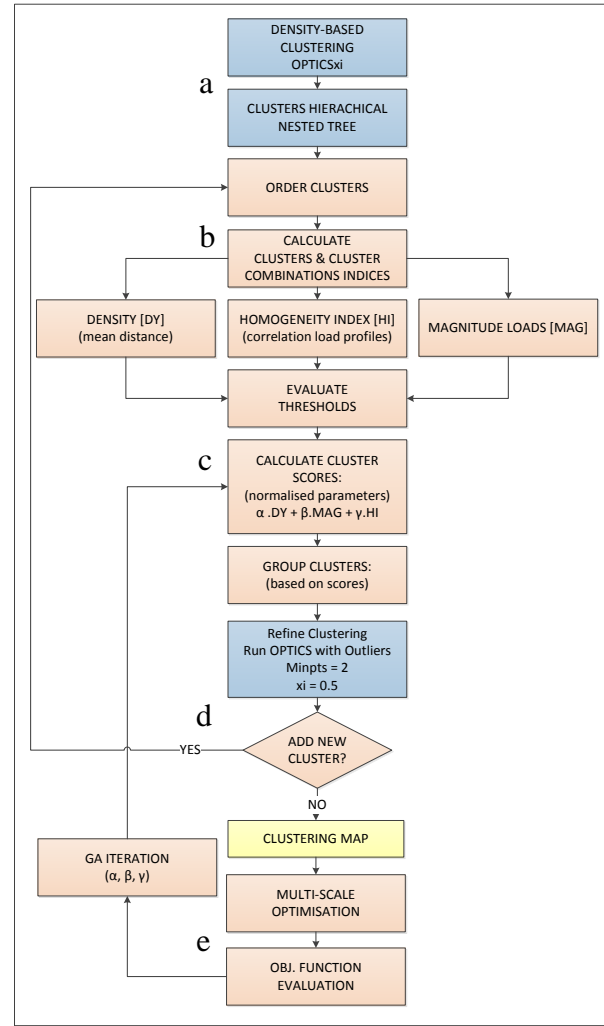 DENSITY-BASED
CLUSTERING
OPTICSxi
a
CLUSTERS HIERACHICAL
NESTED TREE
ORDER CLUSTERS
b
CALCULATE
CLUSTERS & CLUSTER
COMBINATIONS INDICES
DENSITY [DY]
(mean distance)
HOMOGENEITY INDEX [HI]
(correlation load profiles)
MAGNITUDE LOADS [MAG]
EVALUATE
THRESHOLDS
c
CALCULATE CLUSTER
SCORES:
(normalised parameters)
α .DY + β.MAG + γ.HI
GROUP CLUSTERS:
(based on scores)
Refine Clustering
Run OPTICS with Outliers
Minpts = 2
xi = 0.5
d
ADD NEW
CLUSTER?
YES
NO
CLUSTERING MAP
GA ITERATION
(α, β, γ)
MULTI-SCALE
OPTIMISATION
e
OBJ. FUNCTION
EVALUATION